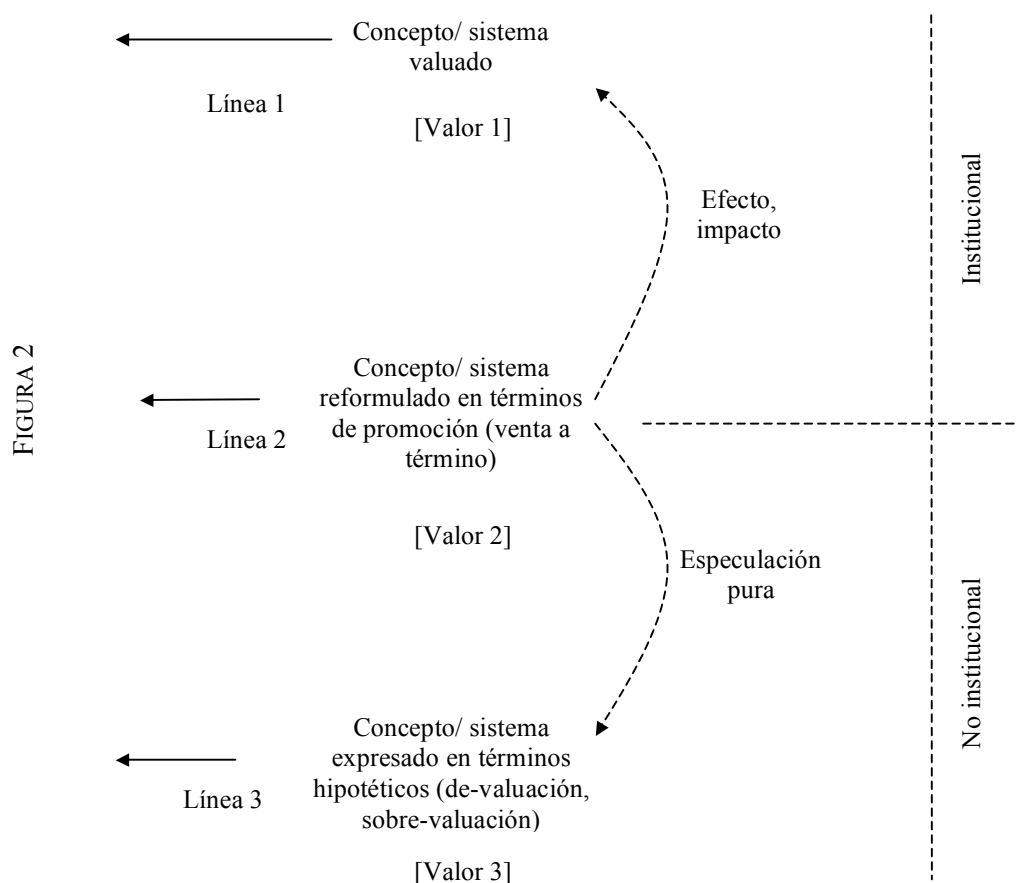 FIGURA 2
Concepto/ sistema
valuado
Línea 1
[Valor 1]
Efecto,
impacto
Institucional
Concepto/ sistema
reformulado en términos
de promoción (venta a
término)
Línea 2
[Valor 2]
Especulación
pura
No institucional
Concepto/ sistema
expresado en términos
hipotéticos (de-valuación,
sobre-valuación)
Línea 3
[Valor 3]